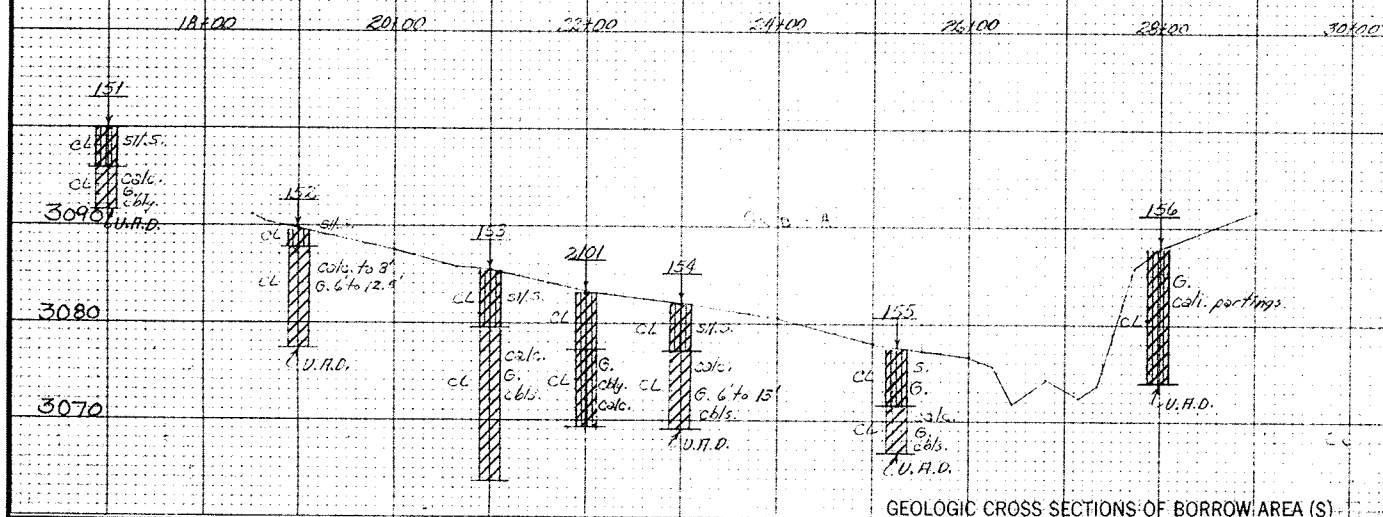 18+00 20+00 22+00 24+00 26+00 28+00 30+00
151
CL sl/s.
CL calc.
G.
cbly.
U.A.D.
3090
152
CL sl/s.
CL calc. to 8'
G. 6' to 12.5'
U.A.D.
153
CL sl/s.
CL calc.
G.
cbls.
2101
CL
CL G.
cbly.
calc.
154
CL sl/s.
CL calc.
G. 6' to 13'
cbls.
U.A.D.
155
CL S.
G.
CL calc.
G.
cbls.
U.A.D.
156
CL G.
cali. partings.
U.A.D.
3080
3070
GEOLOGIC CROSS SECTIONS OF BORROW AREA (S)